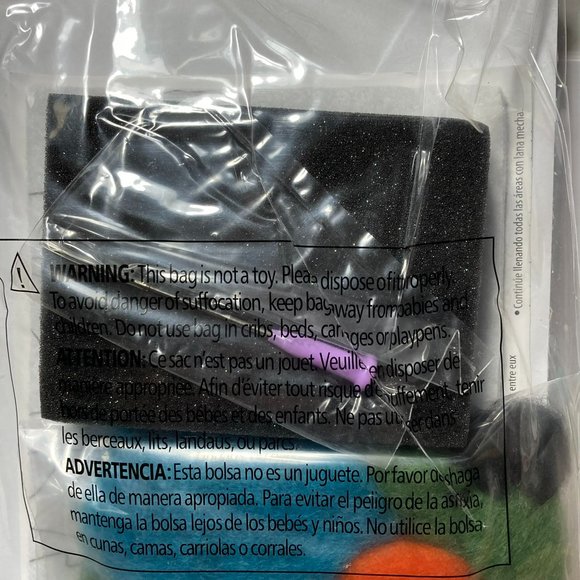 WARNING: This bag is not a toy. Please dispose of it properly.
To avoid danger of suffocation, keep bag away from babies and
children. Do not use bag in cribs, beds, carriages or playpens.
ATTENTION: Ce sac n'est pas un jouet. Veuillez en disposer de
manière appropriée. Afin d'éviter tout risque d'étouffement, tenir
hors de portée des bébés et des enfants. Ne pas utiliser dans
les berceaux, lits, landaus, ou parcs.
ADVERTENCIA: Esta bolsa no es un juguete. Por favor deshaga
de ella de manera apropiada. Para evitar el peligro de la asfixia,
mantenga la bolsa lejos de los bebés y niños. No utilice la bolsa
en cunas, camas, carriolas o corrales.
• Continúe llenando todas las áreas con lana mecha
entre eux